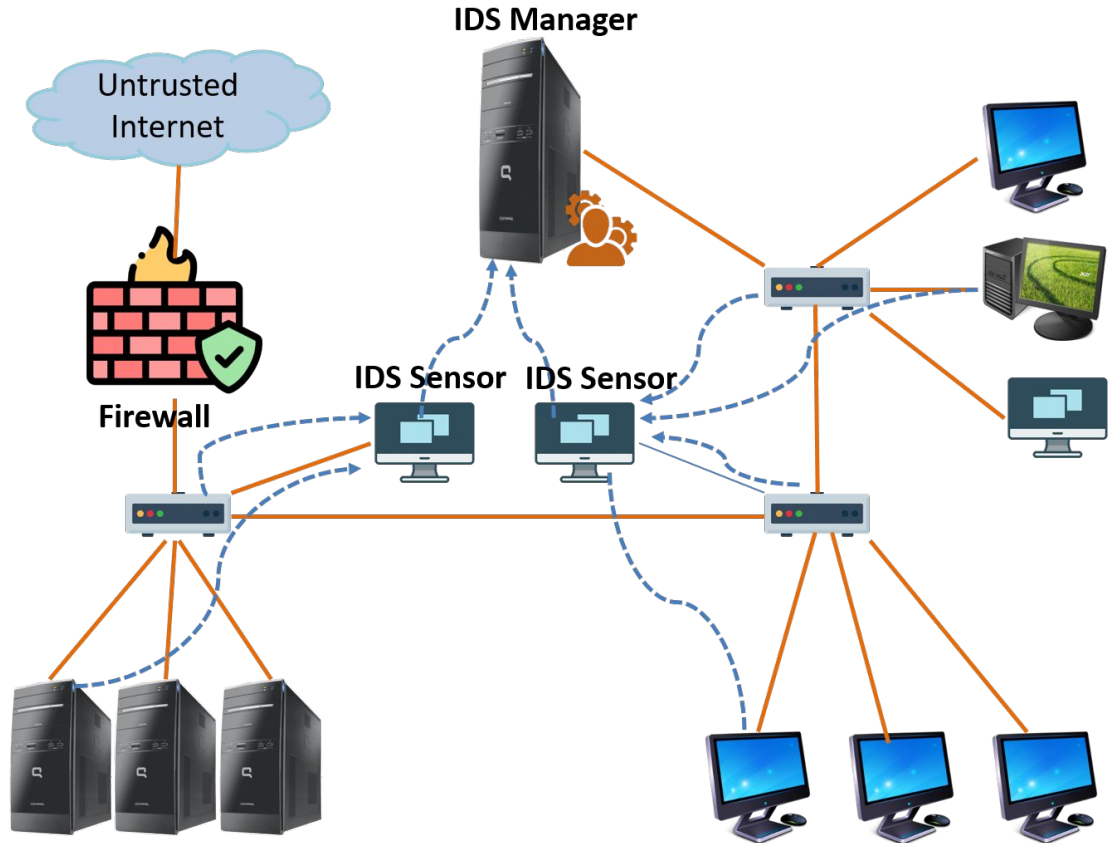 IDS Manager
Untrusted
Internet
IDS Sensor
IDS Sensor
Firewall